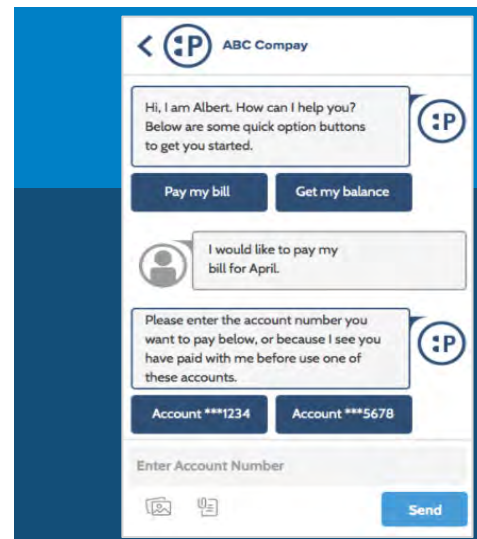 :P ABC Compay
Hi, I am Albert. How can I help you?
Below are some quick option buttons
to get you started.
:P
Pay my bill Get my balance
I would like to pay my
bill for April.
Please enter the account number you
want to pay below, or because I see you
have paid with me before use one of
these accounts.
:P
Account ***1234 Account ***5678
Enter Account Number
Send